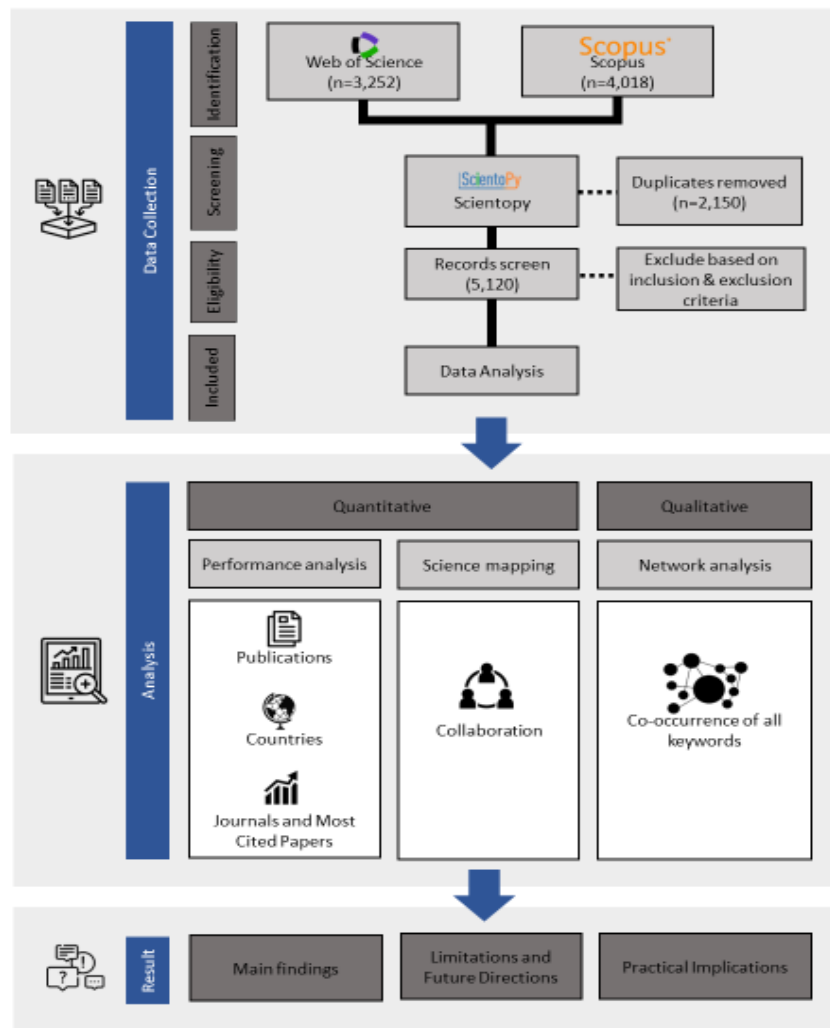 Data Collection
Identification
Screening
Eligibility
Included
Web of Science
(n=3,252)
Scopus
Scopus
(n=4,018)
ScientoPy
Scientopy
Duplicates removed
(n=2,150)
Records screen
(5,120)
Exclude based on
inclusion & exclusion
criteria
Data Analysis
Analysis
Quantitative
Qualitative
Performance analysis
Science mapping
Network analysis
Publications
Countries
Journals and Most
Cited Papers
Collaboration
Co-occurrence of all
keywords
Result
Main findings
Limitations and
Future Directions
Practical Implications